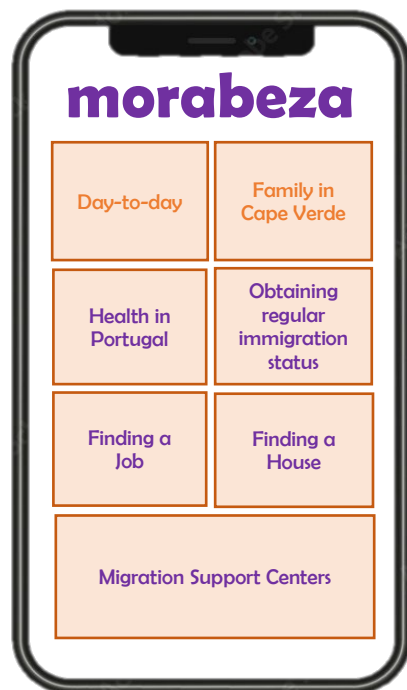 morabeza
Day-to-day
Family in
Cape Verde
Health in
Portugal
Obtaining
regular
immigration
status
Finding a
Job
Finding a
House
Migration Support Centers